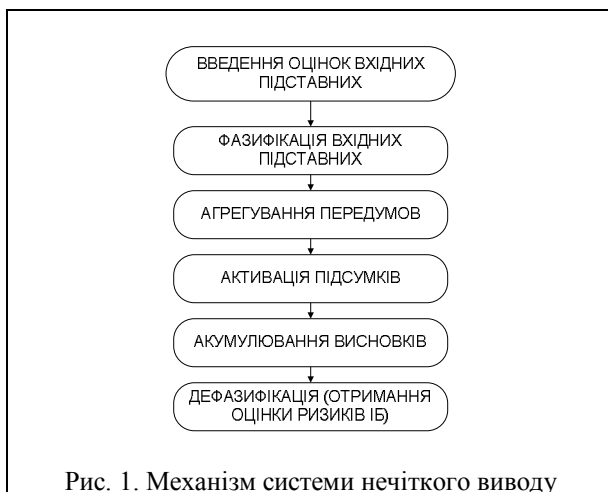 ВВЕДЕННЯ ОЦІНОК ВХІДНИХ
ПІДСТАВНИХ
ФАЗИФІКАЦІЯ ВХІДНИХ
ПІДСТАВНИХ
АГРЕГУВАННЯ ПЕРЕДУМОВ
АКТИВАЦІЯ ПІДСУМКІВ
АКУМУЛЮВАННЯ ВИСНОВКІВ
ДЕФАЗИФІКАЦІЯ (ОТРИМАННЯ
ОЦІНКИ РИЗИКІВ ІБ)
Рис. 1. Механізм системи нечіткого виводу